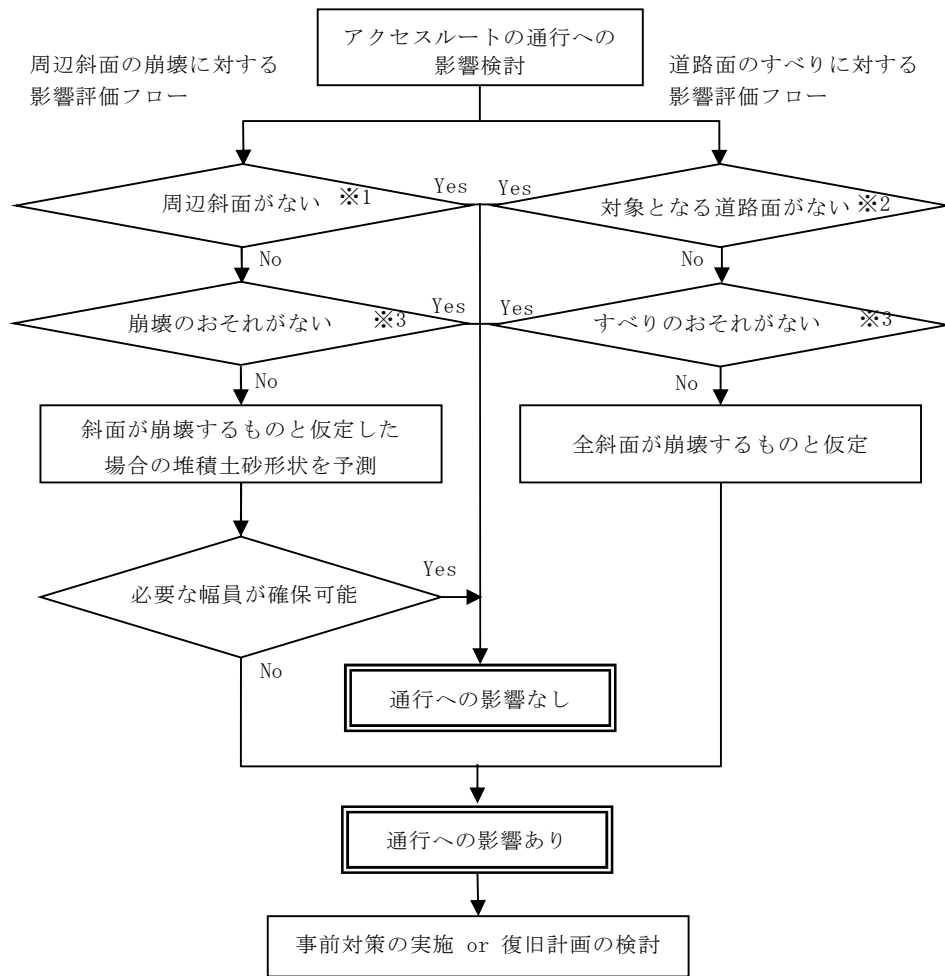 アクセスルートの通行への
影響検討
周辺斜面の崩壊に対する
影響評価フロー
道路面のすべりに対する
影響評価フロー
周辺斜面がない ※1
Yes
Yes
対象となる道路面がない※2
No
No
崩壊のおそれがない ※3
Yes
Yes
すべりのおそれがない ※3
No
No
斜面が崩壊するものと仮定した
場合の堆積土砂形状を予測
全斜面が崩壊するものと仮定
必要な幅員が確保可能
Yes
No
通行への影響なし
通行への影響あり
事前対策の実施 or 復旧計画の検討